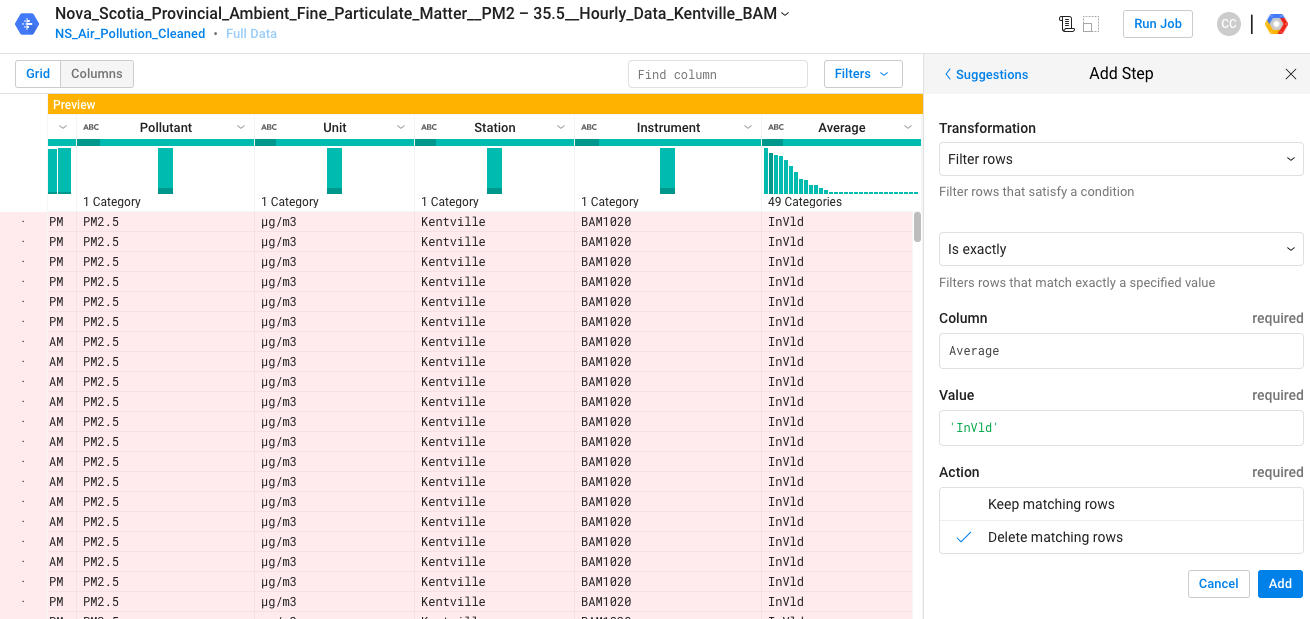 Nova_Scotia_Provincial_Ambient_Fine_Particulate_Matter__PM2 – 35.5__Hourly_Data_Kentville_BAM
NS_Air_Pollution_Cleaned • Full Data
Run Job
CC
Grid Columns
Find column
Filters
Suggestions
Add Step
Preview
ABC Pollutant ABC Unit ABC Station ABC Instrument ABC Average
1 Category 1 Category 1 Category 1 Category 49 Categories
PM PM2.5 µg/m3 Kentville BAM1020 InVld
PM PM2.5 µg/m3 Kentville BAM1020 InVld
PM PM2.5 µg/m3 Kentville BAM1020 InVld
PM PM2.5 µg/m3 Kentville BAM1020 InVld
PM PM2.5 µg/m3 Kentville BAM1020 InVld
PM PM2.5 µg/m3 Kentville BAM1020 InVld
AM PM2.5 µg/m3 Kentville BAM1020 InVld
AM PM2.5 µg/m3 Kentville BAM1020 InVld
AM PM2.5 µg/m3 Kentville BAM1020 InVld
AM PM2.5 µg/m3 Kentville BAM1020 InVld
AM PM2.5 µg/m3 Kentville BAM1020 InVld
AM PM2.5 µg/m3 Kentville BAM1020 InVld
AM PM2.5 µg/m3 Kentville BAM1020 InVld
AM PM2.5 µg/m3 Kentville BAM1020 InVld
AM PM2.5 µg/m3 Kentville BAM1020 InVld
AM PM2.5 µg/m3 Kentville BAM1020 InVld
AM PM2.5 µg/m3 Kentville BAM1020 InVld
AM PM2.5 µg/m3 Kentville BAM1020 InVld
PM PM2.5 µg/m3 Kentville BAM1020 InVld
PM PM2.5 µg/m3 Kentville BAM1020 InVld
Transformation
Filter rows
Filter rows that satisfy a condition
Is exactly
Filters rows that match exactly a specified value
Column required
Average
Value required
'InVld'
Action required
Keep matching rows
Delete matching rows
Cancel Add